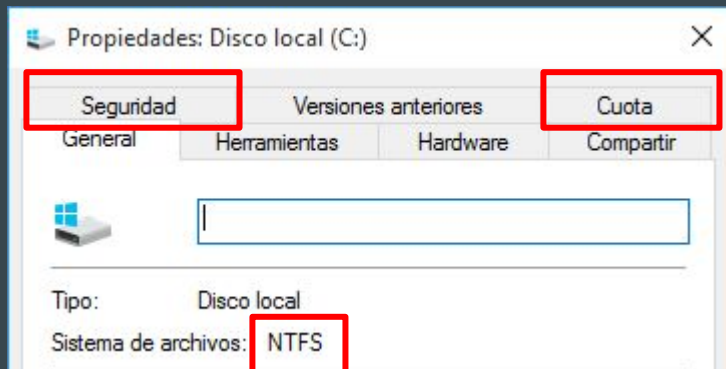 Propiedades: Disco local (C:)
Seguridad Versiones anteriores Cuota
General Herramientas Hardware Compartir
Tipo: Disco local
Sistema de archivos: NTFS